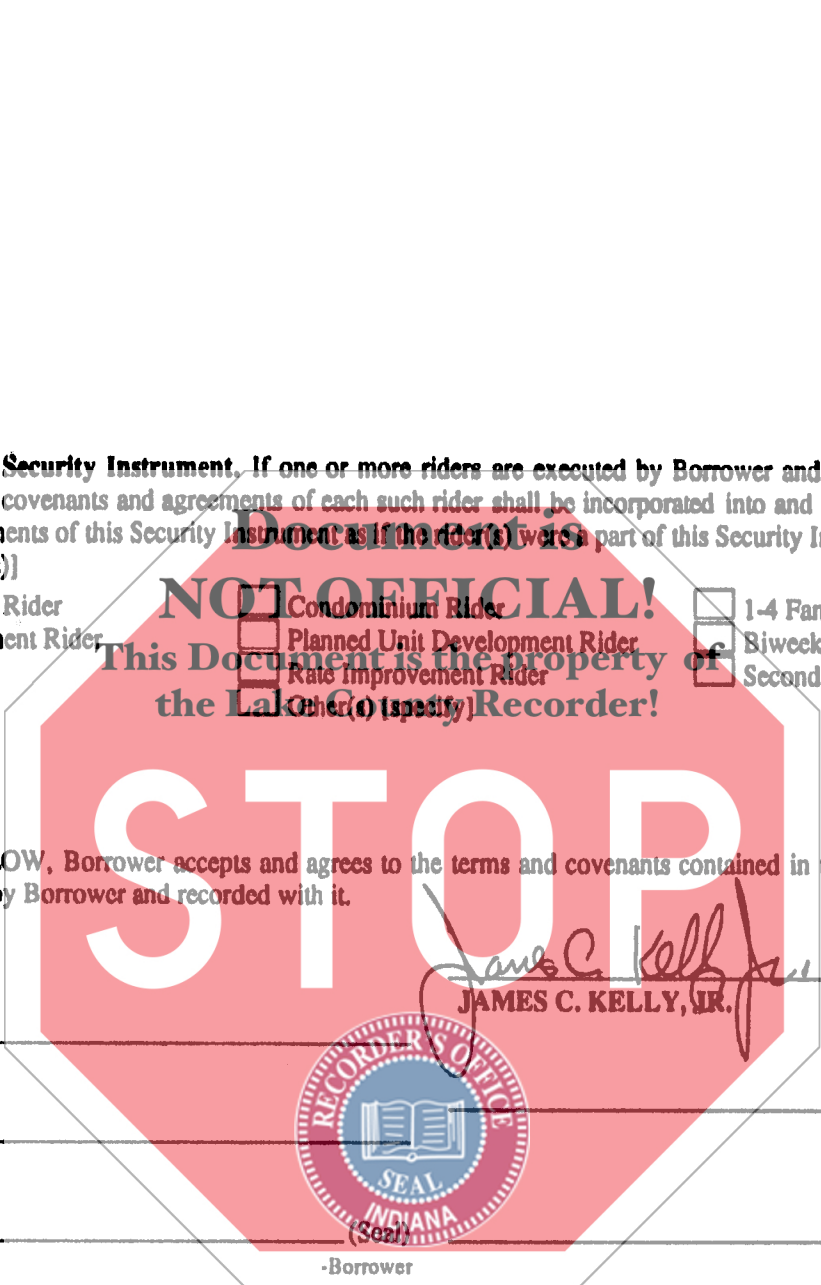 Security Instrument. If one or more riders are executed by Borrower and
covenants and agreements of each such rider shall be incorporated into and
ents of this Security Instrument as if the rider(s) were a part of this Security I
)]
Document is
NOT OFFICIAL!
This Document is the property of
the Lake County Recorder!
Rider Condominium Rider 1-4 Fam
ent Rider Planned Unit Development Rider Biweek
Rate Improvement Rider Second
Other(s) [specify]
STOP
OW, Borrower accepts and agrees to the terms and covenants contained in
y Borrower and recorded with it.
James C. Kelly Jr.
JAMES C. KELLY, JR.
RECORDER'S OFFICE
SEAL
INDIANA
(Seal)
-Borrower